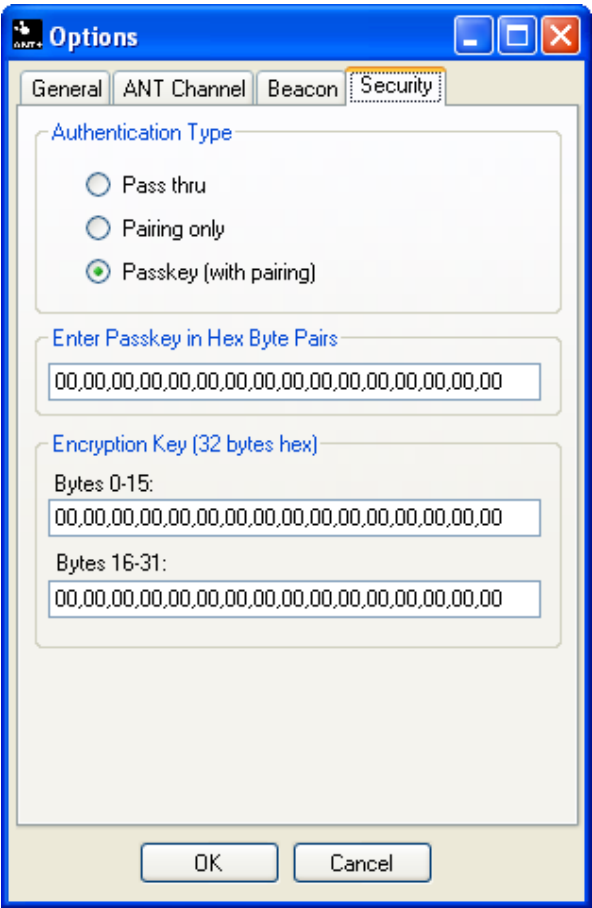 ANT+ Options
General ANT Channel Beacon Security
Authentication Type
Pass thru
Pairing only
Passkey (with pairing)
Enter Passkey in Hex Byte Pairs
00,00,00,00,00,00,00,00,00,00,00,00,00,00,00,00
Encryption Key (32 bytes hex)
Bytes 0-15:
00,00,00,00,00,00,00,00,00,00,00,00,00,00,00,00
Bytes 16-31:
00,00,00,00,00,00,00,00,00,00,00,00,00,00,00,00
OK Cancel